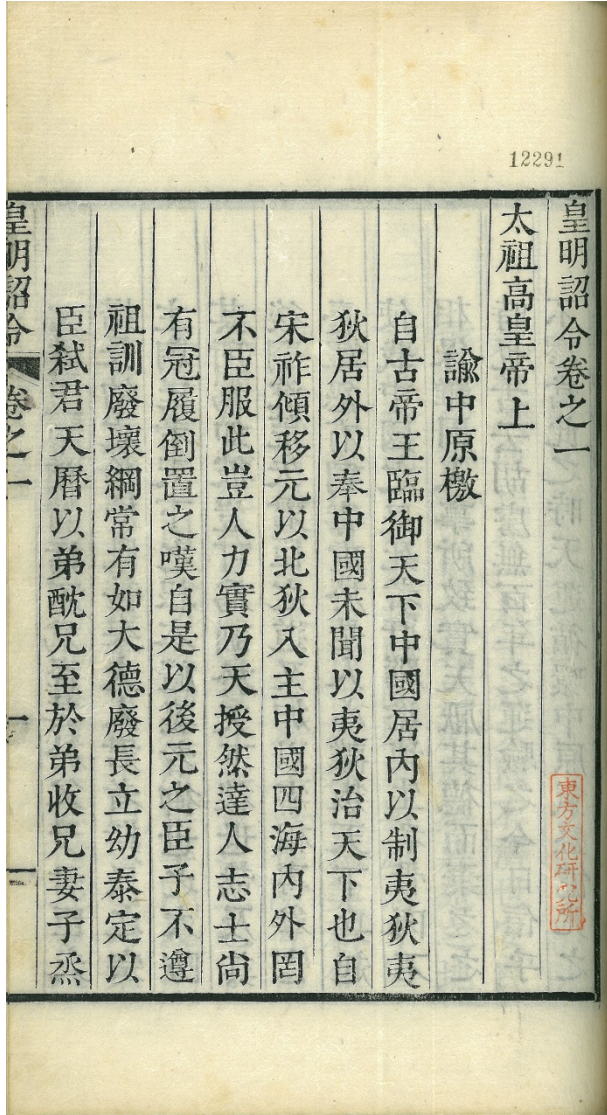 12291
皇明詔令卷之一
太祖高皇帝上
諭中原檄
自古帝王臨御天下中國居內以制夷狄夷
狄居外以奉中國未聞以夷狄治天下也自
宋祚傾移元以北狄入主中國四海內外罔
不臣服此豈人力實乃天授然達人志士尚
有冠履倒置之嘆自是以後元之臣子不遵
祖訓廢壞綱常有如大德廢長立幼泰定以
臣弑君天曆以弟酖兄至於弟收兄妻子烝
皇明詔令 卷之一 一
東方文化研究所